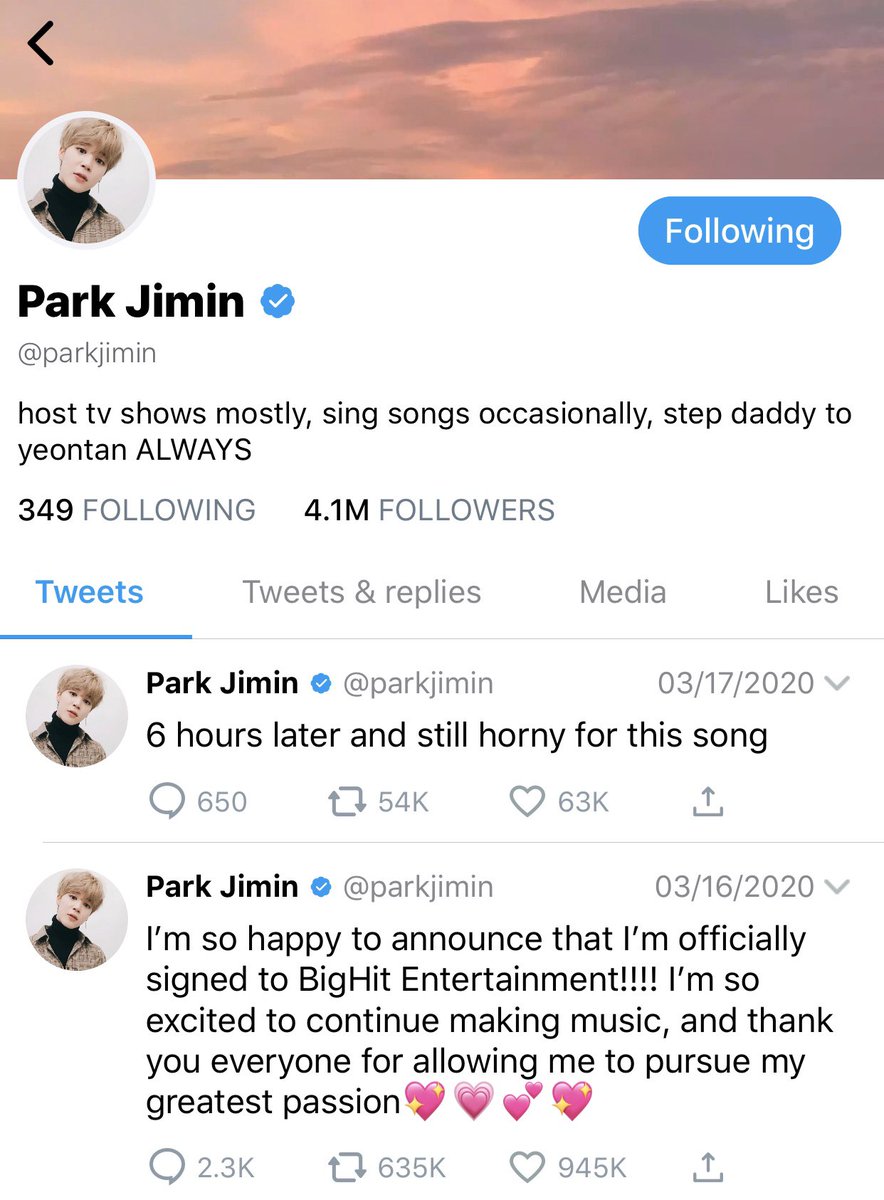 Following
Park Jimin
@parkjimin
host tv shows mostly, sing songs occasionally, step daddy to
yeontan ALWAYS
349 FOLLOWING 4.1M FOLLOWERS
Tweets Tweets & replies Media Likes
Park Jimin @parkjimin 03/17/2020
6 hours later and still horny for this song
650 54K 63K
Park Jimin @parkjimin 03/16/2020
I’m so happy to announce that I’m officially
signed to BigHit Entertainment!!!! I’m so
excited to continue making music, and thank
you everyone for allowing me to pursue my
greatest passion💖💗💕💖
2.3K 635K 945K